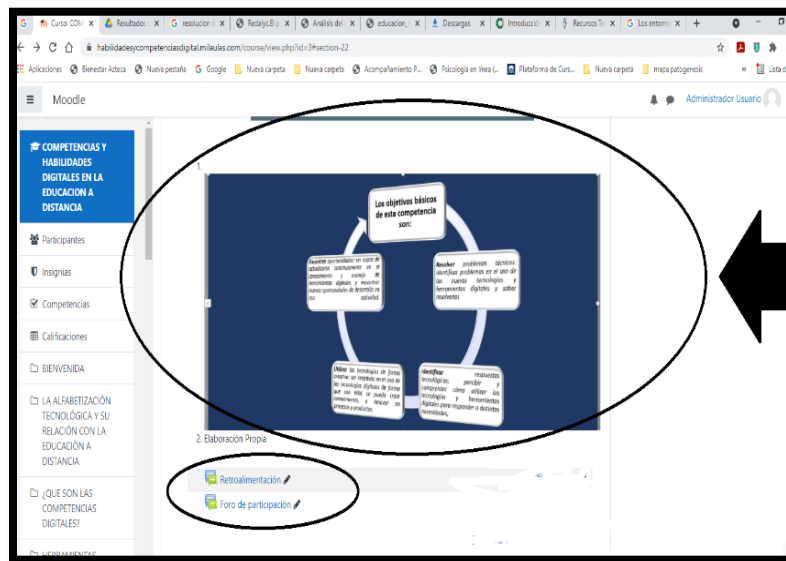 Curso: COM
Resultados
resolucion d
Redalyc.El p
Análisis del
educacion_
Descargas
Introducció
Recursos Te
Los entorno
habilidadesycompetenciasdigital.milaulas.com/course/view.php?id=3#section-22
Aplicaciones
Bienestar Azteca
Nueva pestaña
Google
Nueva carpeta
Nueva carpeta
Acompañamiento P...
Psicología en línea (...
Plataforma de Curs...
Nueva carpeta
mapa patogenesis
»
Lista d
Moodle
Administrador Usuario
COMPETENCIAS Y
HABILIDADES
DIGITALES EN LA
EDUCACION A
DISTANCIA
Participantes
Insignias
Competencias
Calificaciones
BIENVENIDA
LA ALFABETIZACIÓN
TECNOLÓGICA Y SU
RELACIÓN CON LA
EDUCACIÓN A
DISTANCIA
¿QUE SON LAS
COMPETENCIAS
DIGITALES?
HERRAMIENTAS
1.
Los objetivos básicos
de esta competencia
son:
Resolver problemas técnicos:
identificar problemas en el uso de
las nuevas tecnologías y
herramientas digitales y saber
resolverlos
Identificar respuestas
tecnológicas: percibir y
comprender cómo utilizar las
tecnologías y herramientas
digitales para responder a distintas
necesidades,
Utilizar las tecnologías de forma
creativa: ser creativos en el uso de
las tecnologías digitales de forma
que con ellas se pueda crear
conocimiento, e innovar en
procesos y productos.
Encontrar oportunidades: ser capaz de
actualizarse continuamente en el
conocimiento y manejo de
herramientas digitales y encontrar
nuevas oportunidades de desarrollo en
esa actividad.
2. Elaboración Propia
Retroalimentación
Foro de participación